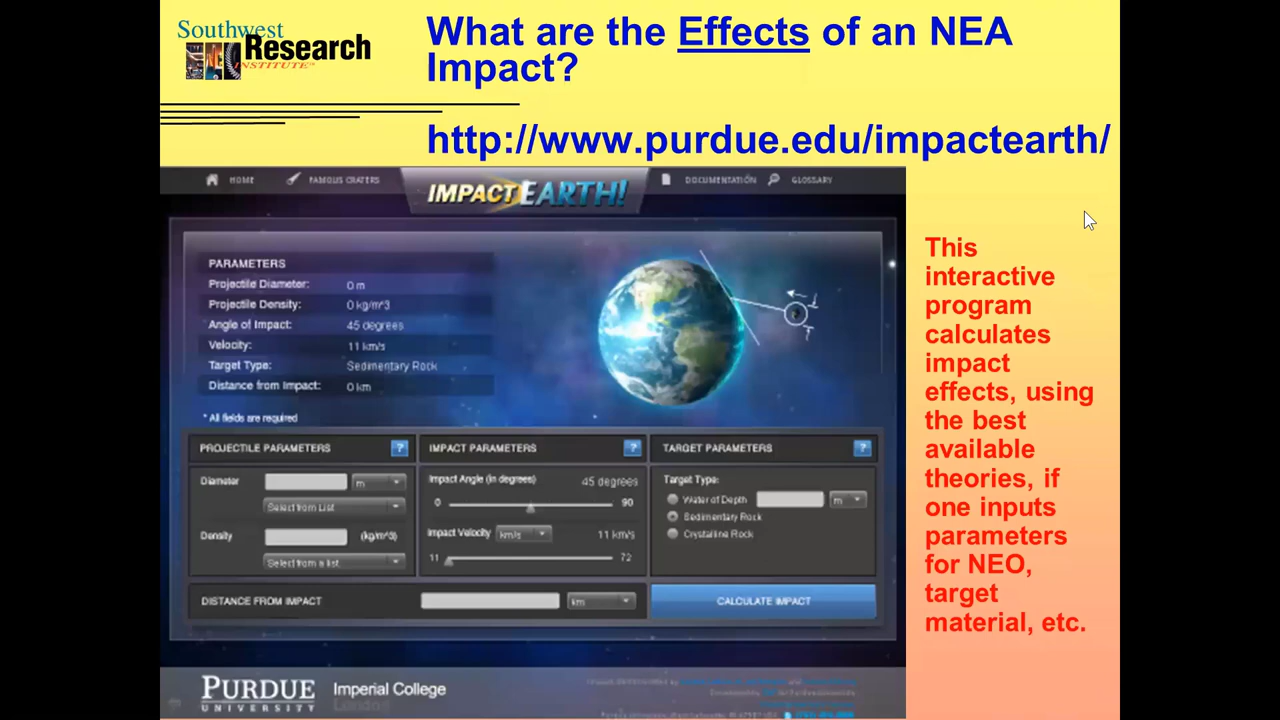 Southwest
Research
INSTITUTE™
What are the Effects of an NEA
Impact?
http://www.purdue.edu/impactearth/
HOME
FAMOUS CRATERS
IMPACT EARTH!
DOCUMENTATION
GLOSSARY
PARAMETERS
Projectile Diameter: 0 m
Projectile Density: 0 kg/m^3
Angle of Impact: 45 degrees
Velocity: 11 km/s
Target Type: Sedimentary Rock
Distance from Impact: 0 km
* All fields are required
PROJECTILE PARAMETERS ?
Diameter m
Select from List
Density (kg/m^3)
Select from a list
IMPACT PARAMETERS ?
Impact Angle (in degrees) 45 degrees
0 90
Impact Velocity km/s 11 km/s
11 72
TARGET PARAMETERS ?
Target Type:
Water of Depth m
Sedimentary Rock
Crystalline Rock
DISTANCE FROM IMPACT km
CALCULATE IMPACT
PURDUE
UNIVERSITY
Imperial College
London
This
interactive
program
calculates
impact
effects, using
the best
available
theories, if
one inputs
parameters
for NEO,
target
material, etc.